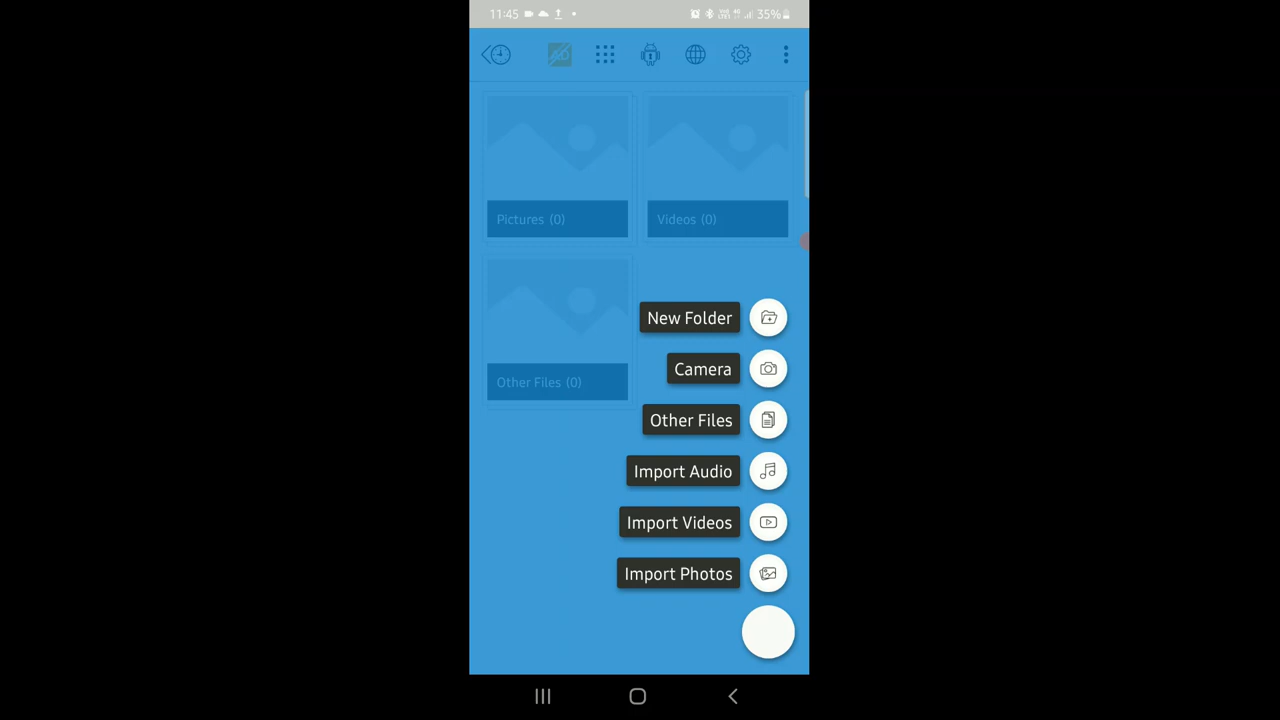 11:45
35%
Pictures (0)
Videos (0)
Other Files (0)
New Folder
Camera
Other Files
Import Audio
Import Videos
Import Photos